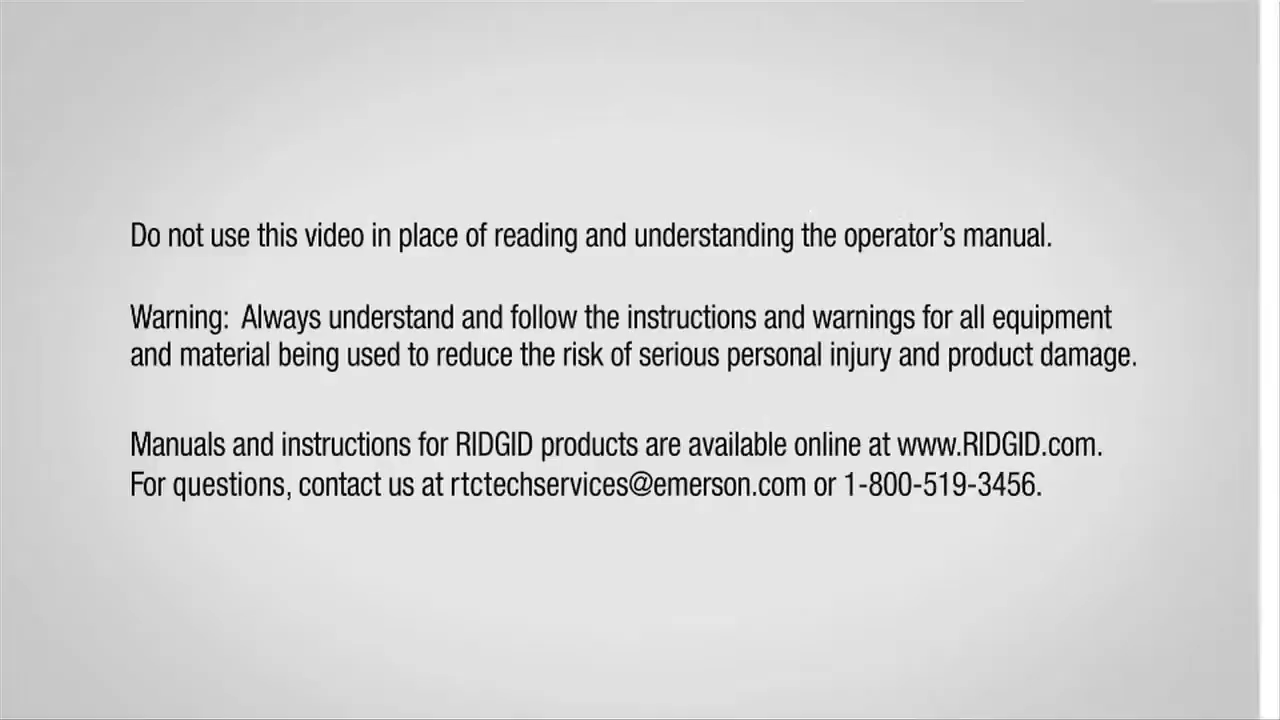 Do not use this video in place of reading and understanding the operator’s manual.
Warning:  Always understand and follow the instructions and warnings for all equipment
and material being used to reduce the risk of serious personal injury and product damage.
Manuals and instructions for RIDGID products are available online at www.RIDGID.com.
For questions, contact us at rtctechservices@emerson.com or 1-800-519-3456.